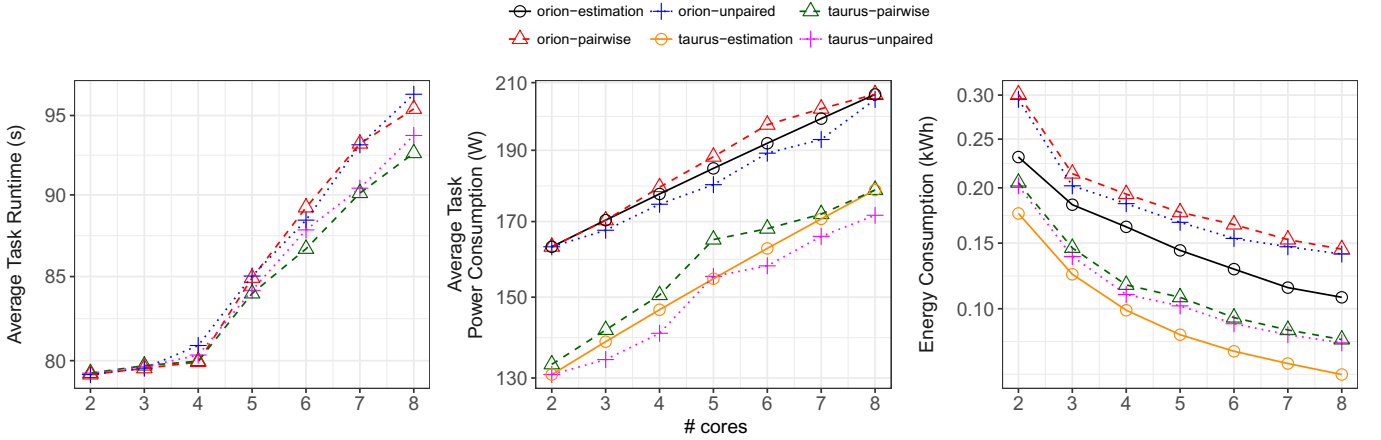 orion−estimation orion−unpaired taurus−pairwise
orion−pairwise taurus−estimation taurus−unpaired
Average Task Runtime (s)
95
90
85
80
2 3 4 5 6 7 8
Average Task
Power Consumption (W)
210
190
170
150
130
2 3 4 5 6 7 8
# cores
Energy Consumption (kWh)
0.30
0.25
0.20
0.15
0.10
2 3 4 5 6 7 8